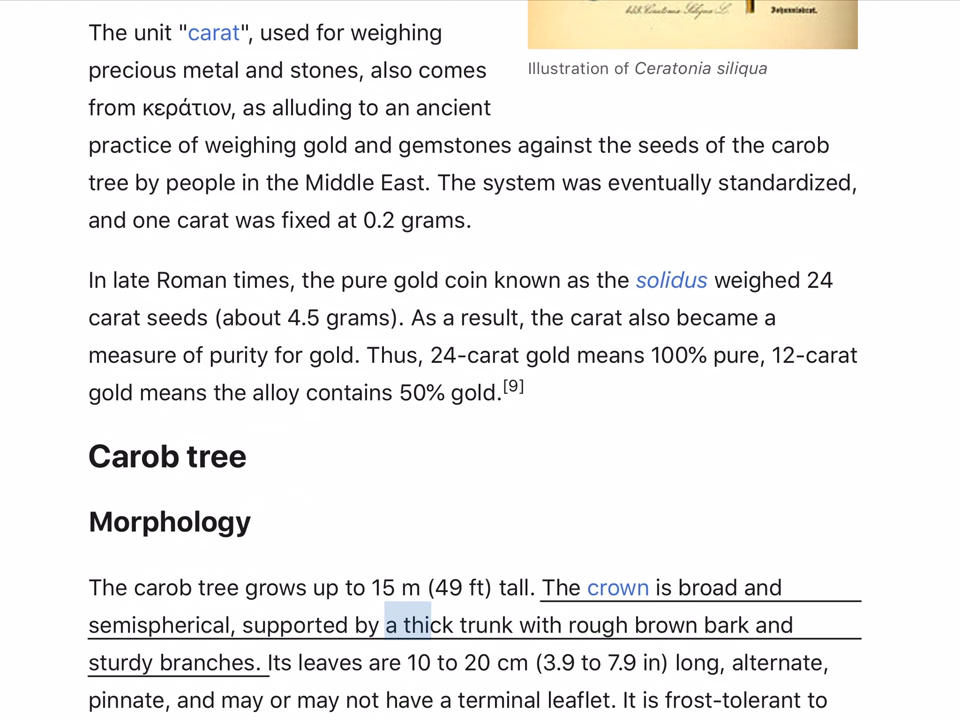 453. Ceratonia Siliqua L.
Johannisbrot.
The unit "carat", used for weighing
precious metal and stones, also comes
from κεράτιον, as alluding to an ancient
Illustration of Ceratonia siliqua
practice of weighing gold and gemstones against the seeds of the carob
tree by people in the Middle East. The system was eventually standardized,
and one carat was fixed at 0.2 grams.
In late Roman times, the pure gold coin known as the solidus weighed 24
carat seeds (about 4.5 grams). As a result, the carat also became a
measure of purity for gold. Thus, 24-carat gold means 100% pure, 12-carat
gold means the alloy contains 50% gold.[9]
Carob tree
Morphology
The carob tree grows up to 15 m (49 ft) tall. The crown is broad and
semispherical, supported by a thick trunk with rough brown bark and
sturdy branches. Its leaves are 10 to 20 cm (3.9 to 7.9 in) long, alternate,
pinnate, and may or may not have a terminal leaflet. It is frost-tolerant to